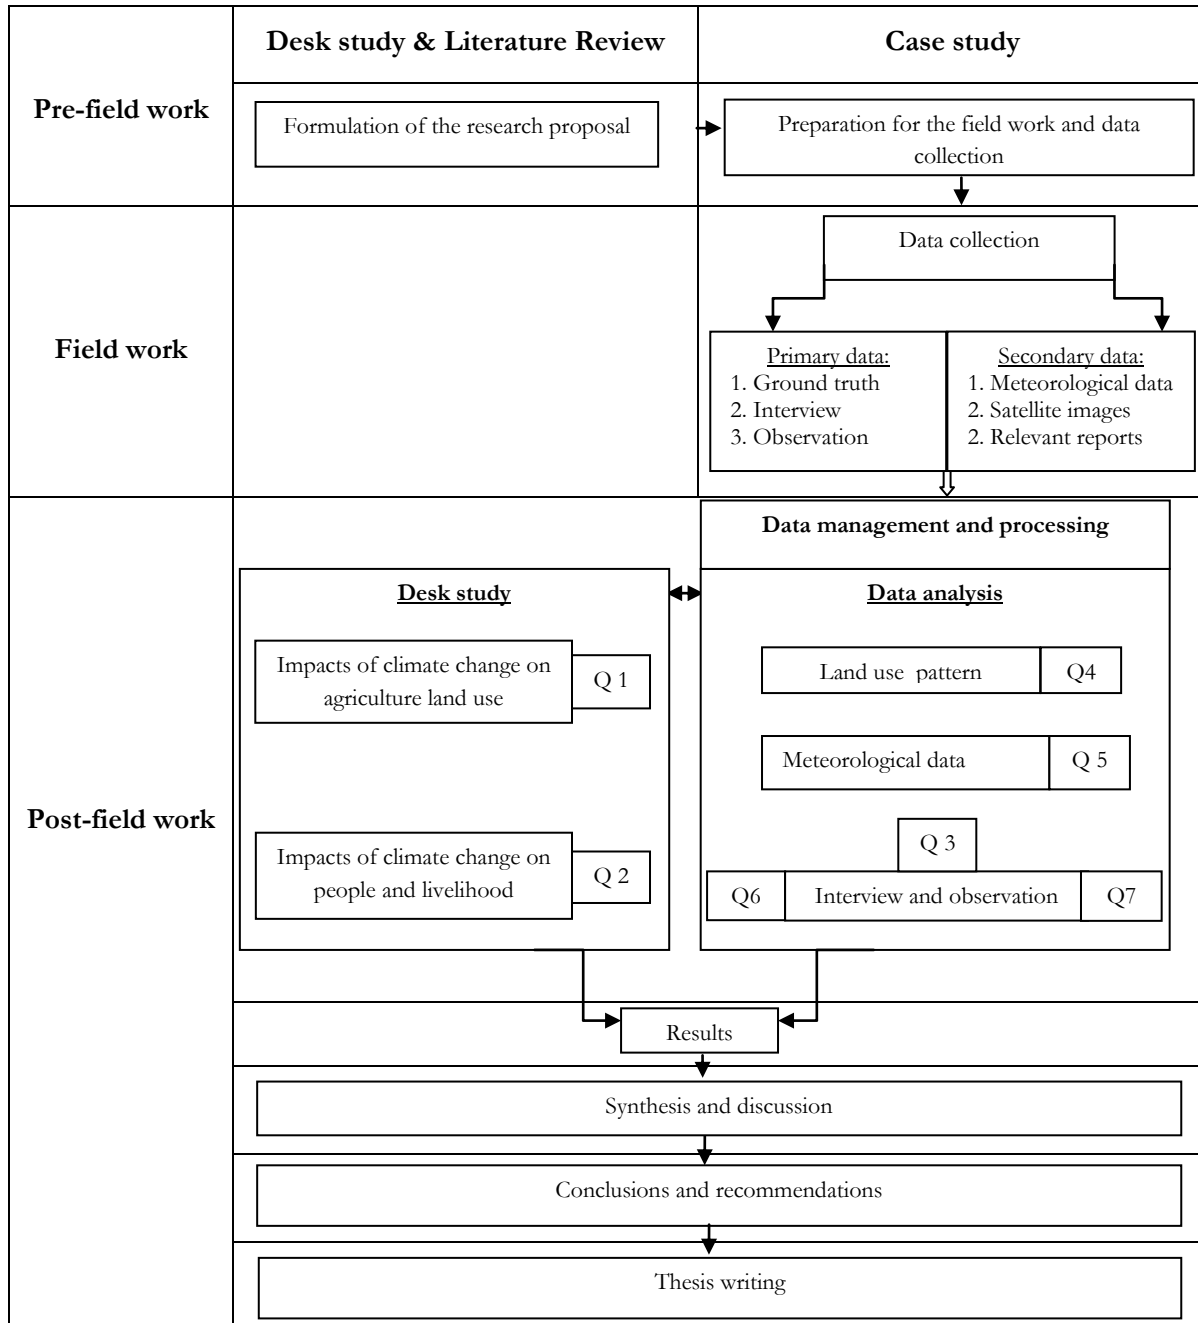 Desk study & Literature Review
Case study
Pre-field work
Formulation of the research proposal
Preparation for the field work and data
collection
Field work
Data collection
Primary data:
1. Ground truth
2. Interview
3. Observation
Secondary data:
1. Meteorological data
2. Satellite images
2. Relevant reports
Post-field work
Data management and processing
Desk study
Impacts of climate change on
agriculture land use
Q 1
Impacts of climate change on
people and livelihood
Q 2
Data analysis
Land use pattern
Q4
Meteorological data
Q 5
Q 3
Q6
Interview and observation
Q7
Results
Synthesis and discussion
Conclusions and recommendations
Thesis writing